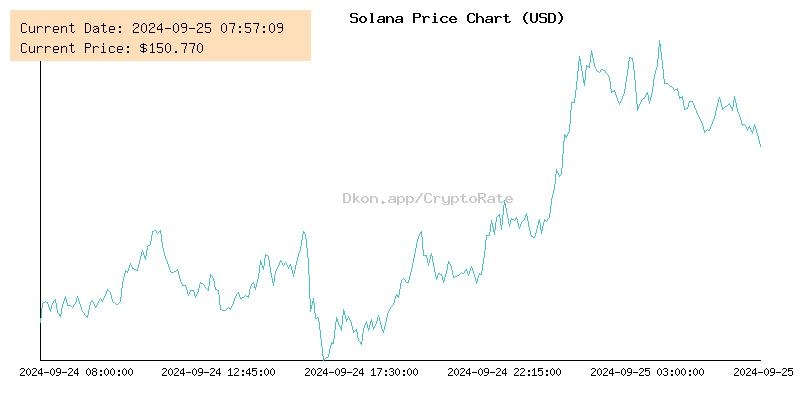 Solana Price Chart (USD)
Current Date: 2024-09-25 07:57:09
Current Price: $150.770
Dkon.app/CryptoRate
2024-09-24 08:00:00 2024-09-24 12:45:00 2024-09-24 17:30:00 2024-09-24 22:15:00 2024-09-25 03:00:00 2024-09-25